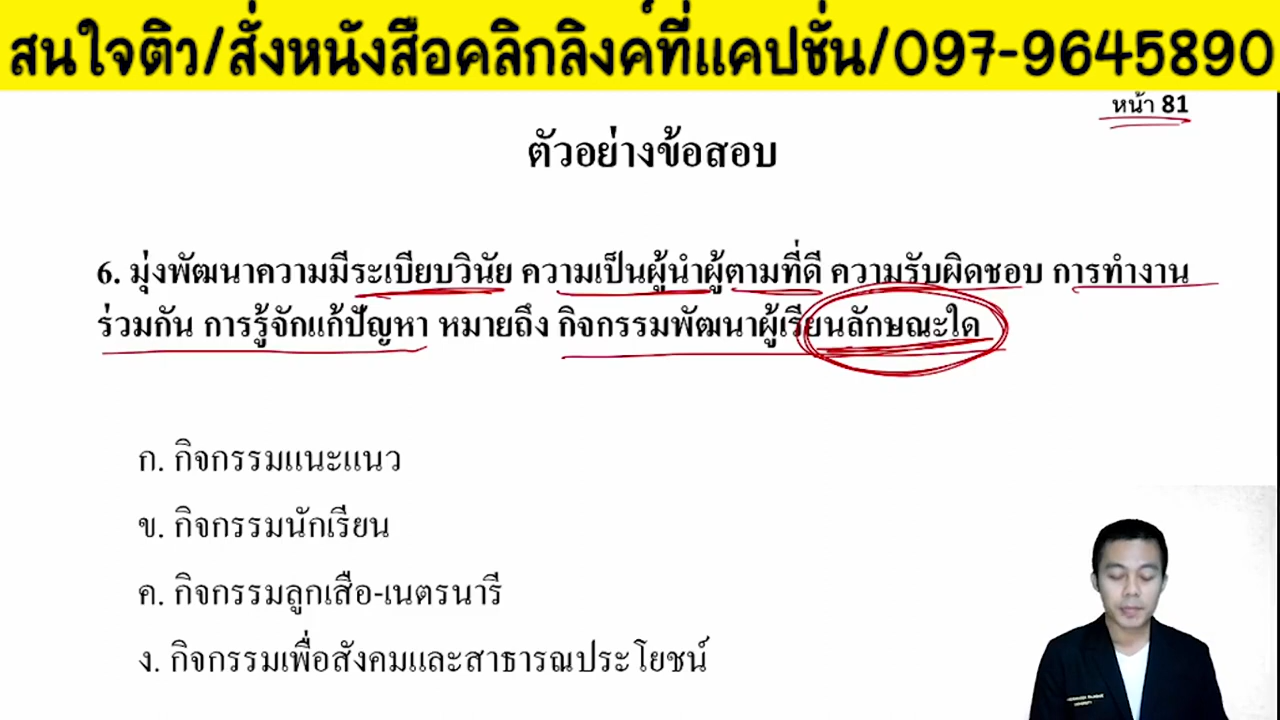 สนใจติว/สั่งหนังสือคลิกลิงค์ที่แคปชั่น/097-9645890
หน้า 81
ตัวอย่างข้อสอบ
6. มุ่งพัฒนาความมีระเบียบวินัย ความเป็นผู้นำผู้ตามที่ดี ความรับผิดชอบ การทำงาน
ร่วมกัน การรู้จักแก้ปัญหา หมายถึง กิจกรรมพัฒนาผู้เรียนลักษณะใด
ก. กิจกรรมแนะแนว
ข. กิจกรรมนักเรียน
ค. กิจกรรมลูกเสือ-เนตรนารี
ง. กิจกรรมเพื่อสังคมและสาธารณประโยชน์